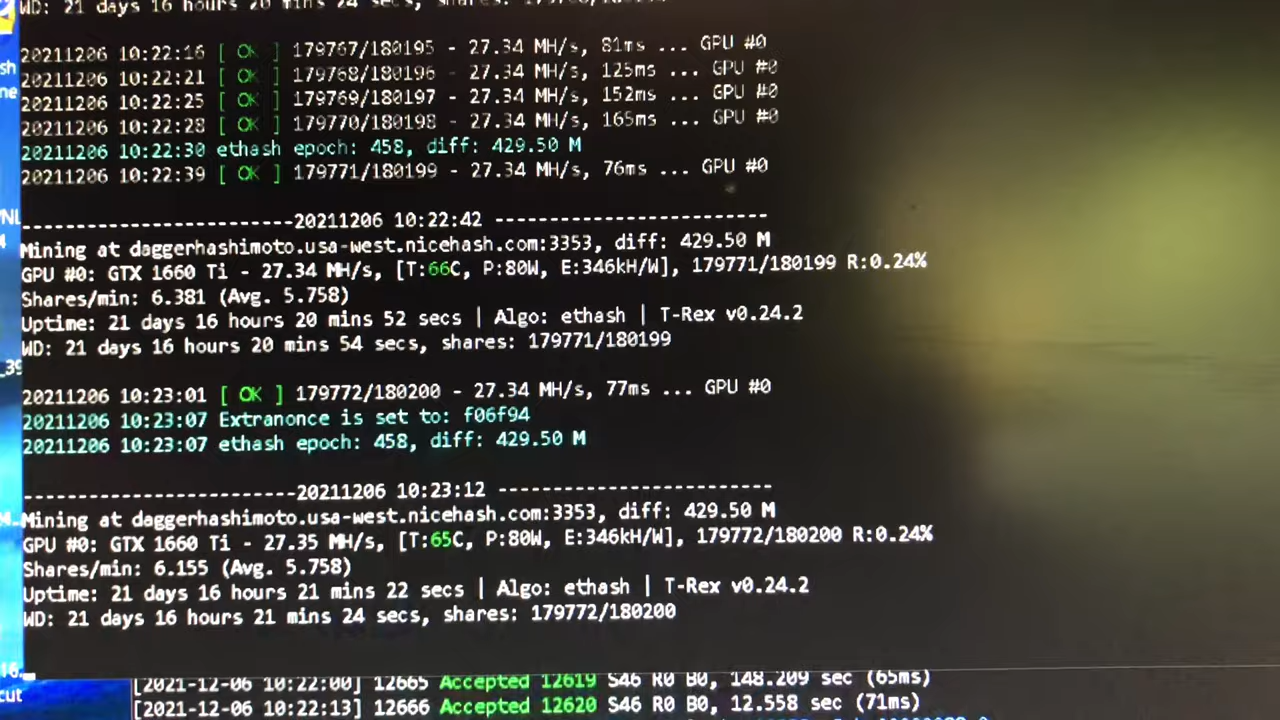 WD: 21 days 16 hours 20 mins 24 secs, shares:
20211206 10:22:16 [ OK ] 179767/180195 - 27.34 MH/s, 81ms ... GPU #0
20211206 10:22:21 [ OK ] 179768/180196 - 27.34 MH/s, 125ms ... GPU #0
20211206 10:22:25 [ OK ] 179769/180197 - 27.34 MH/s, 152ms ... GPU #0
20211206 10:22:28 [ OK ] 179770/180198 - 27.34 MH/s, 165ms ... GPU #0
20211206 10:22:30 ethash epoch: 458, diff: 429.50 M
20211206 10:22:39 [ OK ] 179771/180199 - 27.34 MH/s, 76ms ... GPU #0
-------------------------20211206 10:22:42 -------------------------
Mining at daggerhashimoto.usa-west.nicehash.com:3353, diff: 429.50 M
GPU #0: GTX 1660 Ti - 27.34 MH/s, [T:66C, P:80W, E:346kH/W], 179771/180199 R:0.24%
Shares/min: 6.381 (Avg. 5.758)
Uptime: 21 days 16 hours 20 mins 52 secs | Algo: ethash | T-Rex v0.24.2
WD: 21 days 16 hours 20 mins 54 secs, shares: 179771/180199
20211206 10:23:01 [ OK ] 179772/180200 - 27.34 MH/s, 77ms ... GPU #0
20211206 10:23:07 Extranonce is set to: f06f94
20211206 10:23:07 ethash epoch: 458, diff: 429.50 M
-------------------------20211206 10:23:12 -------------------------
Mining at daggerhashimoto.usa-west.nicehash.com:3353, diff: 429.50 M
GPU #0: GTX 1660 Ti - 27.35 MH/s, [T:65C, P:80W, E:346kH/W], 179772/180200 R:0.24%
Shares/min: 6.155 (Avg. 5.758)
Uptime: 21 days 16 hours 21 mins 22 secs | Algo: ethash | T-Rex v0.24.2
WD: 21 days 16 hours 21 mins 24 secs, shares: 179772/180200
[2021-12-06 10:22:00] 12665 Accepted 12619 S46 R0 B0, 148.209 sec (65ms)
[2021-12-06 10:22:13] 12666 Accepted 12620 S46 R0 B0, 12.558 sec (71ms)